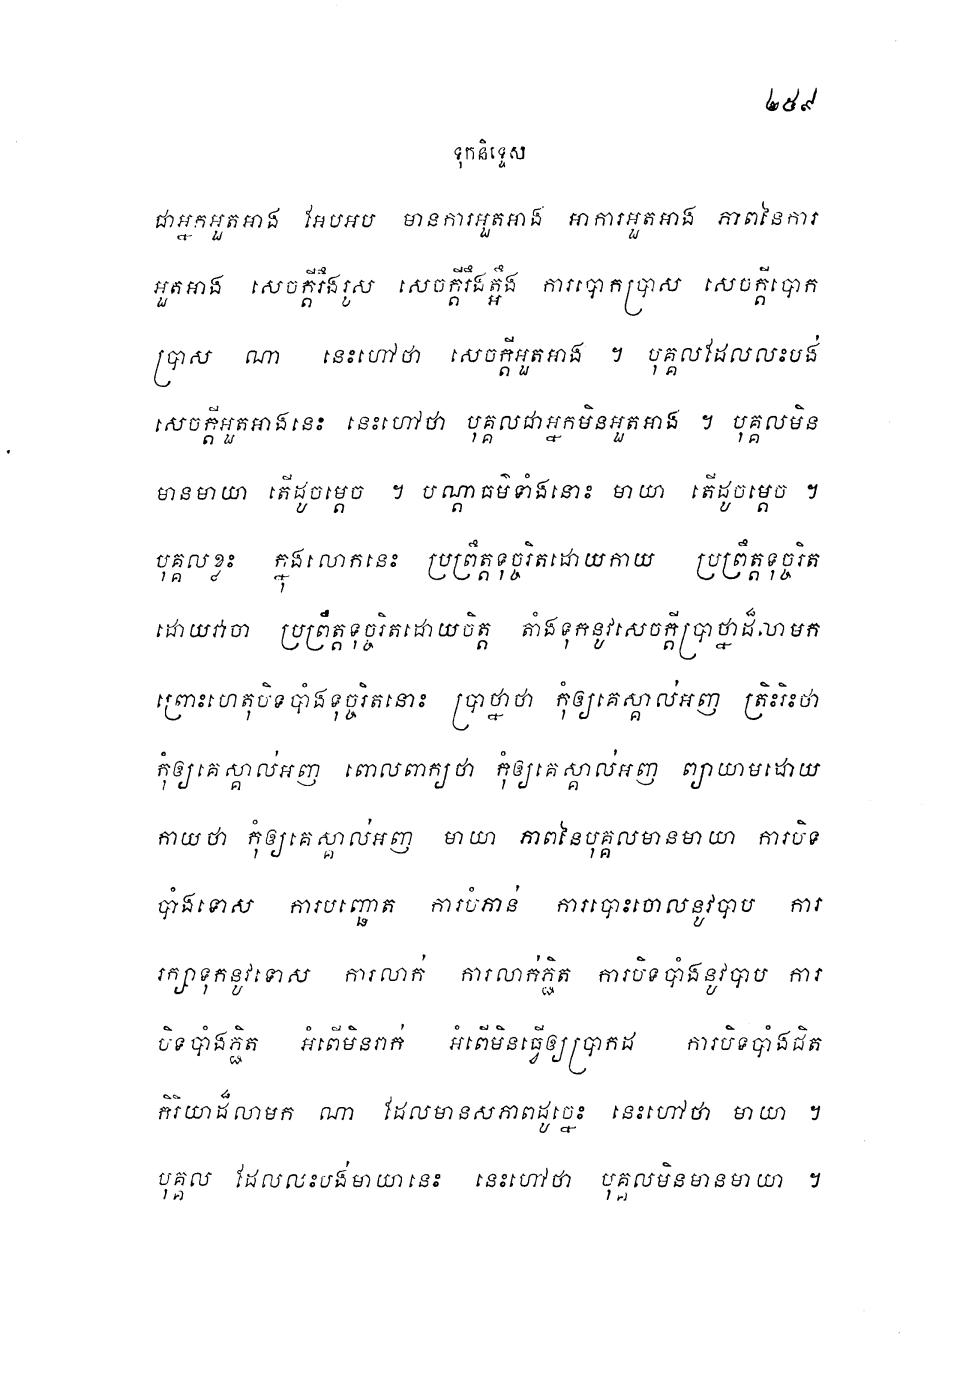 ២៥៩
ទុកនិទ្ទេស
ជាអ្នកអួតអាង អែបអប មានការអួតអាង អាការអួតអាង ភាពនៃការ
អួតអាង សេចក្តីរឹងរូស សេចក្តីរឹងត្អឹង ការបោកប្រាស សេចក្តីបោក
ប្រាស ណា នេះហៅថា សេចក្តីអួតអាង ។ បុគ្គលដែលលះបង់
សេចក្តីអួតអាងនេះ នេះហៅថា បុគ្គលជាអ្នកមិនអួតអាង ។ បុគ្គលមិន
មានមាយា តើដូចម្តេច ។ បណ្តាធម៌ទាំងនោះ មាយា តើដូចម្តេច ។
បុគ្គលខ្លះ ក្នុងលោកនេះ ប្រព្រឹត្តទុច្ចរិតដោយកាយ ប្រព្រឹត្តទុច្ចរិត
ដោយវាចា ប្រព្រឹត្តទុច្ចរិតដោយចិត្ត តាំងទុកនូវសេចក្តីប្រាថ្នាដ៏លាមក
ព្រោះហេតុបិទបាំងទុច្ចរិតនោះ ប្រាថ្នាថា កុំឲ្យគេស្គាល់អញ ត្រិះរិះថា
កុំឲ្យគេស្គាល់អញ ពោលពាក្យថា កុំឲ្យគេស្គាល់អញ ព្យាយាមដោយ
កាយថា កុំឲ្យគេស្គាល់អញ មាយា ភាពនៃបុគ្គលមានមាយា ការបិទ
បាំងទោស ការបញ្ឆោត ការបំភាន់ ការបោះចោលនូវបាប ការ
រក្សាទុកនូវទោស ការលាក់ ការលាក់ភ្ជិត ការបិទបាំងនូវបាប ការ
បិទបាំងភ្ជិត អំពើមិនរាក់ អំពើមិនធ្វើឲ្យប្រាកដ ការបិទបាំងជិត
កិរិយាដ៏លាមក ណា ដែលមានសភាពដូច្នេះ នេះហៅថា មាយា ។
បុគ្គល ដែលលះបង់មាយានេះ នេះហៅថា បុគ្គលមិនមានមាយា ។